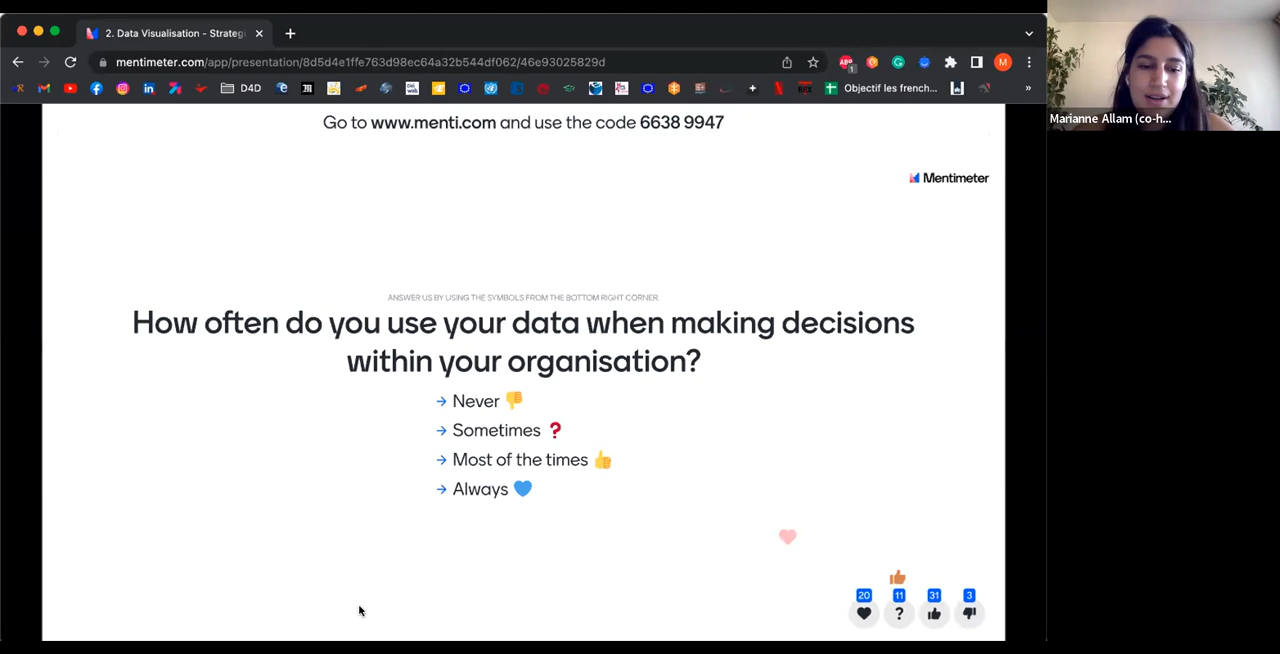 2. Data Visualisation - Strategi
mentimeter.com/app/presentation/8d5d4e1ffe763d98ec64a32b544df062/46e93025829d
ABP
1
M
D4D
Objectif les french...
Marianne Allam (co-h...
Go to www.menti.com and use the code 6638 9947
Mentimeter
ANSWER US BY USING THE SYMBOLS FROM THE BOTTOM RIGHT CORNER.
How often do you use your data when making decisions
within your organisation?
Never
Sometimes ?
Most of the times
Always
20 11 31 3
?